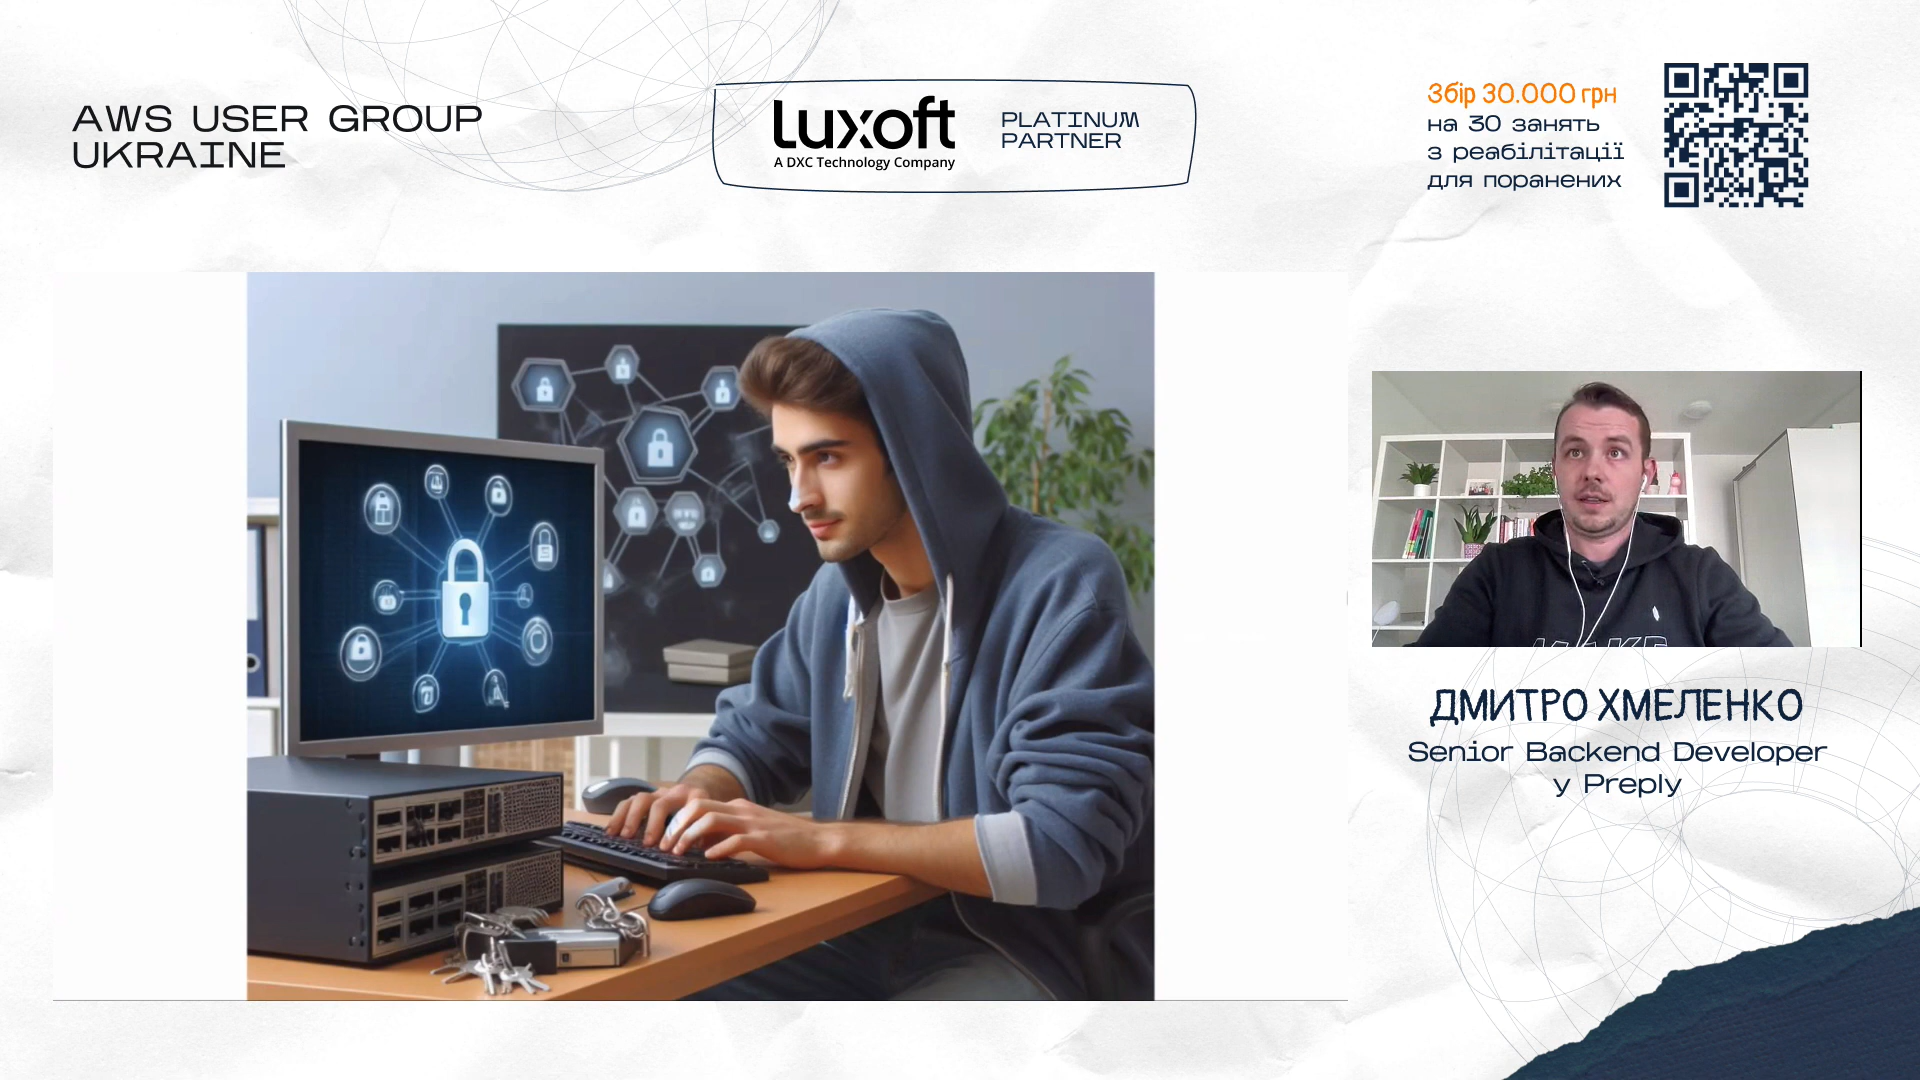 AWS USER GROUP
UKRAINE
luxoft
A DXC Technology Company
PLATINUM
PARTNER
Збір 30.000 грн
на 30 занять
з реабілітації
для поранених
ДМИТРО ХМЕЛЕНКО
Senior Backend Developer
у Preply